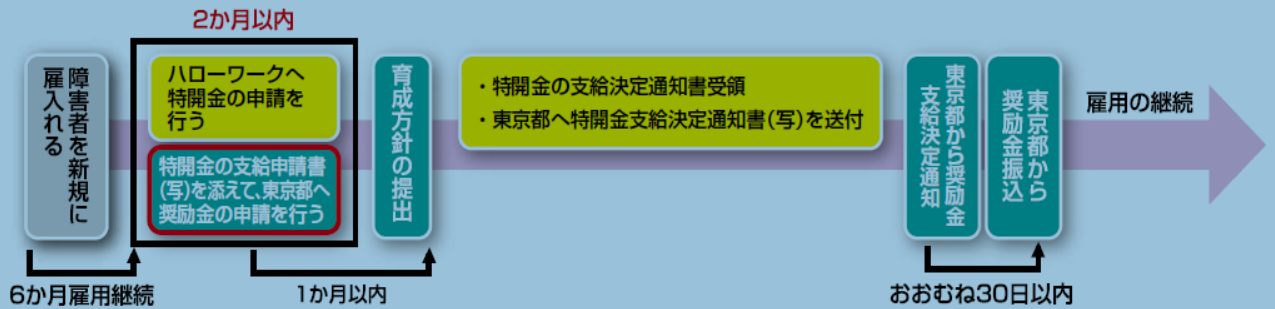 2か月以内
障害者を新規に
雇入れる
ハローワークへ
特開金の申請を
行う
特開金の支給申請書
(写)を添えて、東京都へ
奨励金の申請を行う
育成方針の提出
・特開金の支給決定通知書受領
・東京都へ特開金支給決定通知書(写)を送付
東京都から奨励金
支給決定通知
東京都から
奨励金振込
雇用の継続
6か月雇用継続
1か月以内
おおむね30日以内